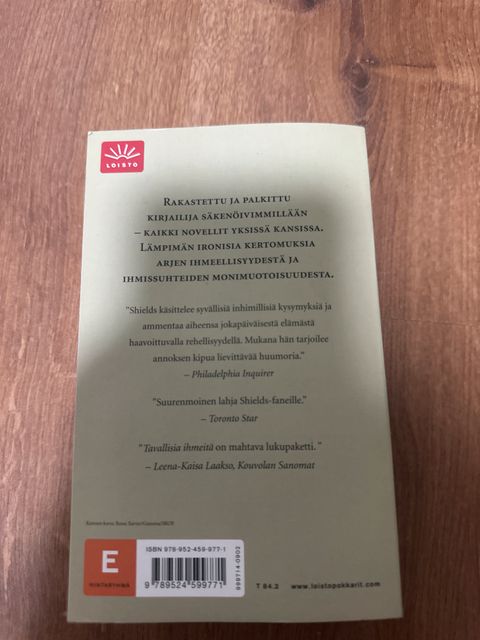 LOISTO
RAKASTETTU JA PALKITTU
KIRJAILIJA SÄKENÖIVIMMILLÄÄN
– KAIKKI NOVELLIT YKSISSÄ KANSISSA.
LÄMPIMÄN IRONISIA KERTOMUKSIA
ARJEN IHMEELLISYYDESTÄ JA
IHMISSUHTEIDEN MONIMUOTOISUUDESTA.
"Shields käsittelee syvällisiä inhimillisiä kysymyksiä ja
ammentaa aiheensa jokapäiväisestä elämästä
haavoittuvalla rehellisyydellä. Mukana hän tarjoilee
annoksen kipua lievittävää huumoria."
– Philadelphia Inquirer
"Suurenmoinen lahja Shields-faneille."
– Toronto Star
"Tavallisia ihmeitä on mahtava lukupaketti. "
– Leena-Kaisa Laakso, Kouvolan Sanomat
E
HINTARYHMÄ
ISBN 978-952-459-977-1
9 789524 599771
999714-0902
T 84.2
www.loistopokkarit.com